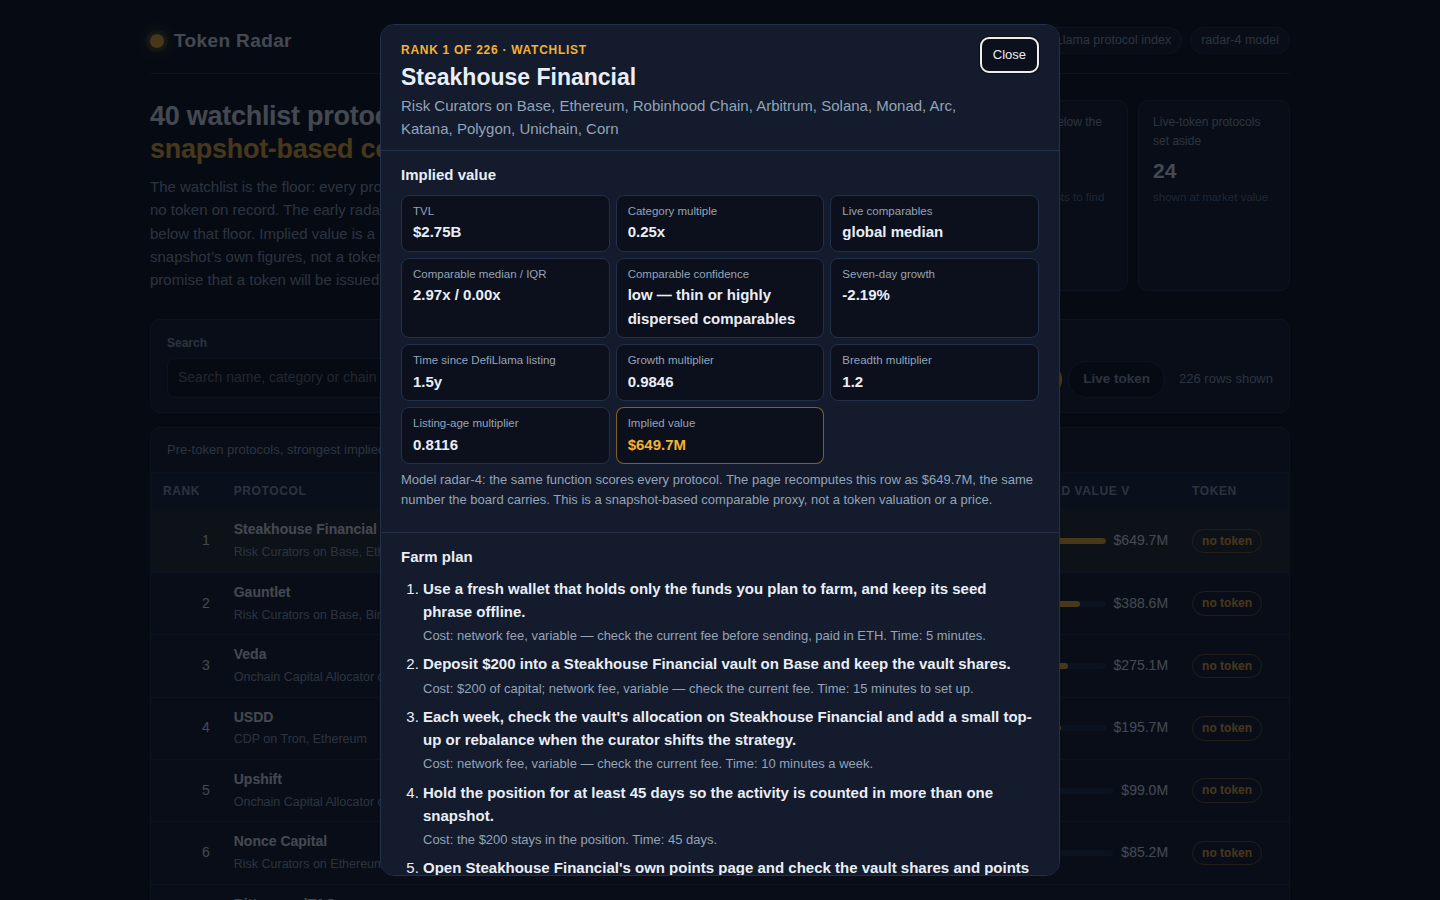 Token Radar
Llama protocol index
radar-4 model
40 watchlist protoc
snapshot-based co
The watchlist is the floor: every pro
no token on record. The early rada
below that floor. Implied value is a
snapshot's own figures, not a token
promise that a token will be issued
elow the
ts to find
Live-token protocols
set aside
24
shown at market value
Search
Search name, category or chain
Live token
226 rows shown
Pre-token protocols, strongest implied
RANK PROTOCOL D VALUE V TOKEN
1 Steakhouse Financial $649.7M no token
Risk Curators on Base, Eth
2 Gauntlet $388.6M no token
Risk Curators on Base, Bin
3 Veda $275.1M no token
Onchain Capital Allocator o
4 USDD $195.7M no token
CDP on Tron, Ethereum
5 Upshift $99.0M no token
Onchain Capital Allocator o
6 Nonce Capital $85.2M no token
Risk Curators on Ethereum
RANK 1 OF 226 · WATCHLIST
Close
Steakhouse Financial
Risk Curators on Base, Ethereum, Robinhood Chain, Arbitrum, Solana, Monad, Arc,
Katana, Polygon, Unichain, Corn
Implied value
TVL
$2.75B
Category multiple
0.25x
Live comparables
global median
Comparable median / IQR
2.97x / 0.00x
Comparable confidence
low — thin or highly
dispersed comparables
Seven-day growth
-2.19%
Time since DefiLlama listing
1.5y
Growth multiplier
0.9846
Breadth multiplier
1.2
Listing-age multiplier
0.8116
Implied value
$649.7M
Model radar-4: the same function scores every protocol. The page recomputes this row as $649.7M, the same
number the board carries. This is a snapshot-based comparable proxy, not a token valuation or a price.
Farm plan
1. Use a fresh wallet that holds only the funds you plan to farm, and keep its seed
phrase offline.
Cost: network fee, variable — check the current fee before sending, paid in ETH. Time: 5 minutes.
2. Deposit $200 into a Steakhouse Financial vault on Base and keep the vault shares.
Cost: $200 of capital; network fee, variable — check the current fee. Time: 15 minutes to set up.
3. Each week, check the vault's allocation on Steakhouse Financial and add a small top-
up or rebalance when the curator shifts the strategy.
Cost: network fee, variable — check the current fee. Time: 10 minutes a week.
4. Hold the position for at least 45 days so the activity is counted in more than one
snapshot.
Cost: the $200 stays in the position. Time: 45 days.
5. Open Steakhouse Financial's own points page and check the vault shares and points